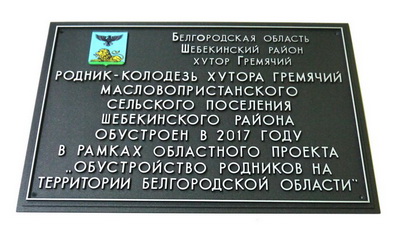 Белгородская область
Шебекинский район
хутор Гремячий
РОДНИК-КОЛОДЕЗЬ ХУТОРА ГРЕМЯЧИЙ
МАСЛОВОПРИСТАНСКОГО
СЕЛЬСКОГО ПОСЕЛЕНИЯ
ШЕБЕКИНСКОГО РАЙОНА
ОБУСТРОЕН В 2017 ГОДУ
В РАМКАХ ОБЛАСТНОГО ПРОЕКТА
„ОБУСТРОЙСТВО РОДНИКОВ НА
ТЕРРИТОРИИ БЕЛГОРОДСКОЙ ОБЛАСТИ"